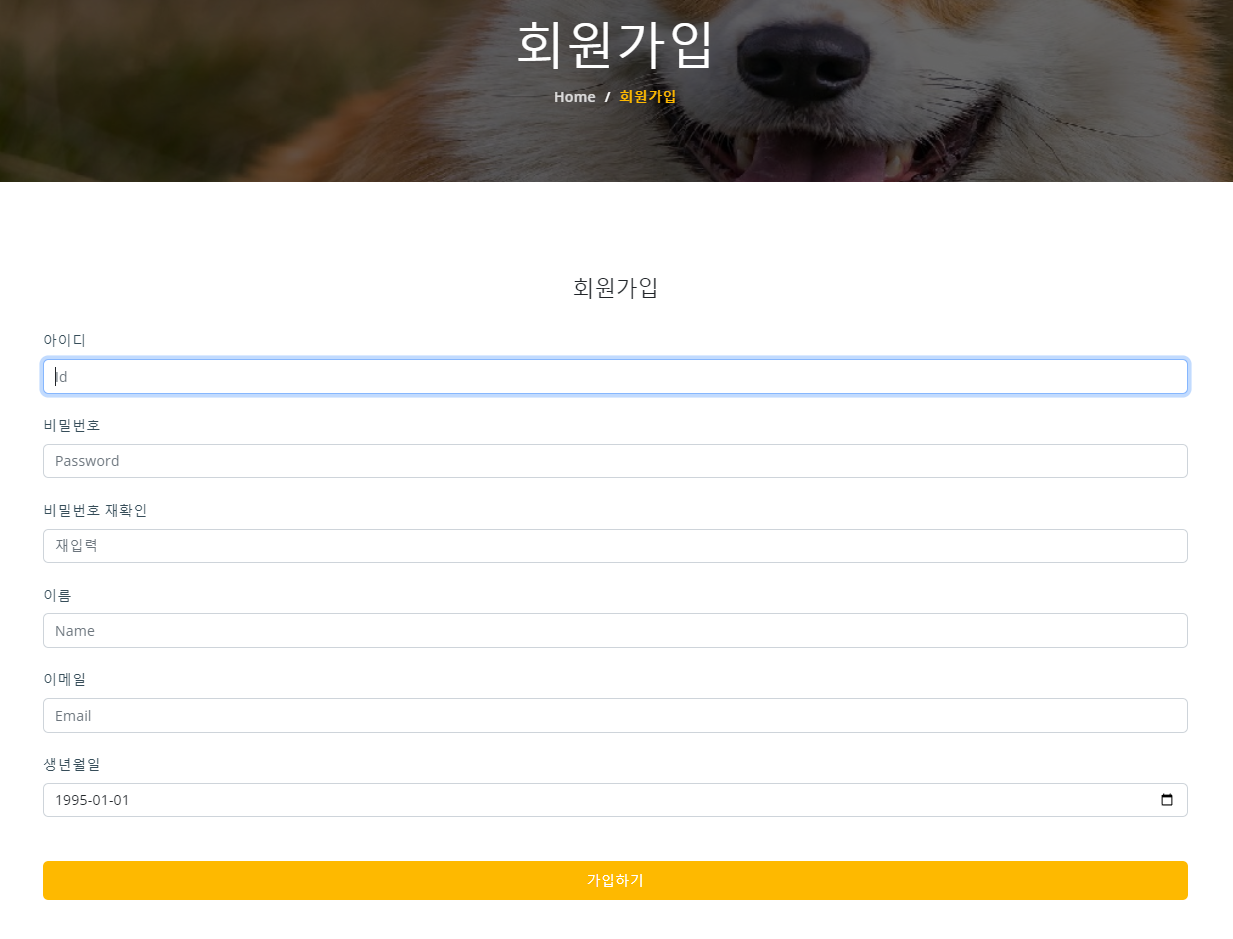 회원가입
Home / 회원가입
회원가입
아이디
Id
비밀번호
Password
비밀번호 재확인
재입력
이름
Name
이메일
Email
생년월일
1995-01-01
가입하기